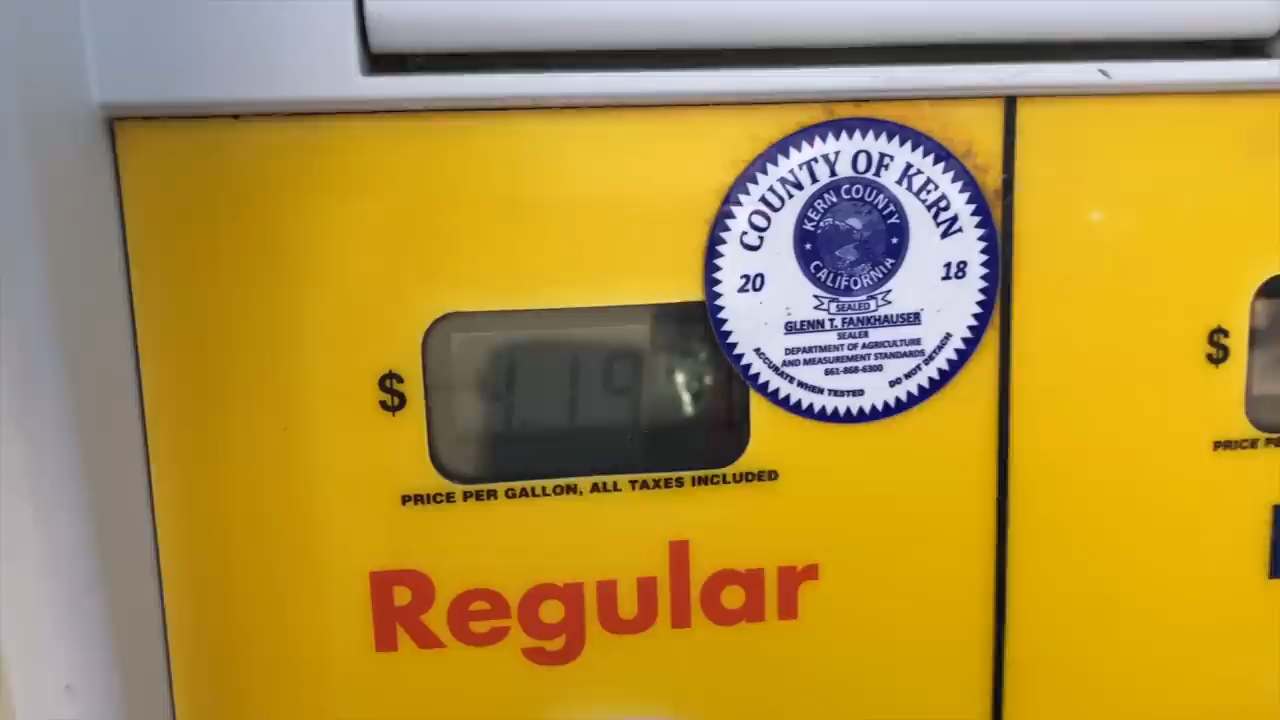 COUNTY OF KERN
KERN COUNTY
CALIFORNIA
20 18
SEALED
GLENN T. FANKHAUSER
SEALER
DEPARTMENT OF AGRICULTURE
AND MEASUREMENT STANDARDS
661-868-6300
ACCURATE WHEN TESTED DO NOT DETACH
$
$
PRICE PER GALLON, ALL TAXES INCLUDED
PRICE
Regular